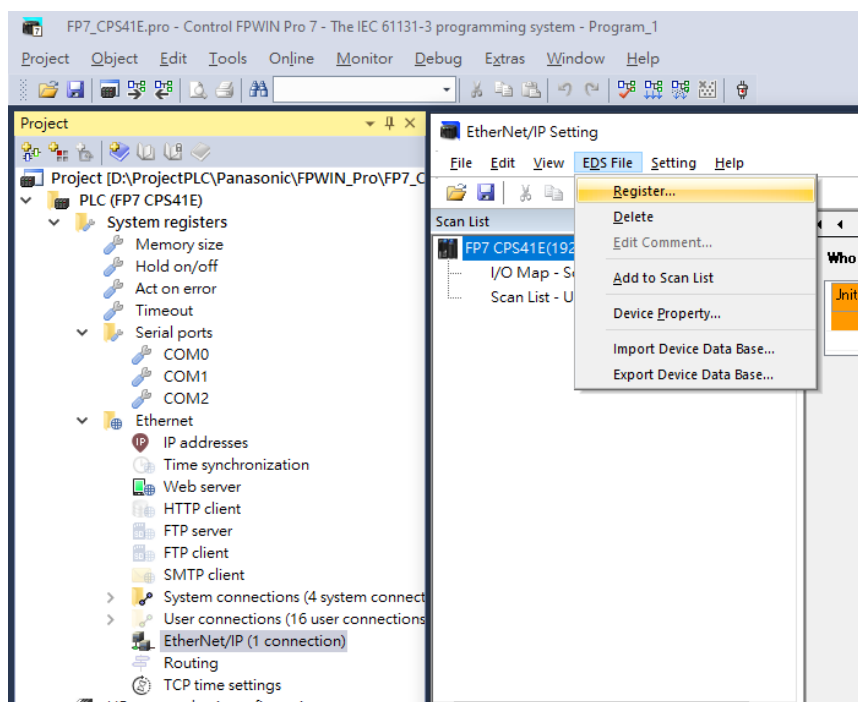 FP7_CPS41E.pro - Control FPWIN Pro 7 - The IEC 61131-3 programming system - Program_1
Project Object Edit Tools Online Monitor Debug Extras Window Help
Project
Project [D:\ProjectPLC\Panasonic\FPWIN_Pro\FP7_C
PLC (FP7 CPS41E)
System registers
Memory size
Hold on/off
Act on error
Timeout
Serial ports
COM0
COM1
COM2
Ethernet
IP addresses
Time synchronization
Web server
HTTP client
FTP server
FTP client
SMTP client
System connections (4 system connect
User connections (16 user connections
EtherNet/IP (1 connection)
Routing
TCP time settings
EtherNet/IP Setting
File Edit View EDS File Setting Help
Scan List
FP7 CPS41E(192
I/O Map - S
Scan List - U
Register...
Delete
Edit Comment...
Add to Scan List
Device Property...
Import Device Data Base...
Export Device Data Base...
Who
Jnit